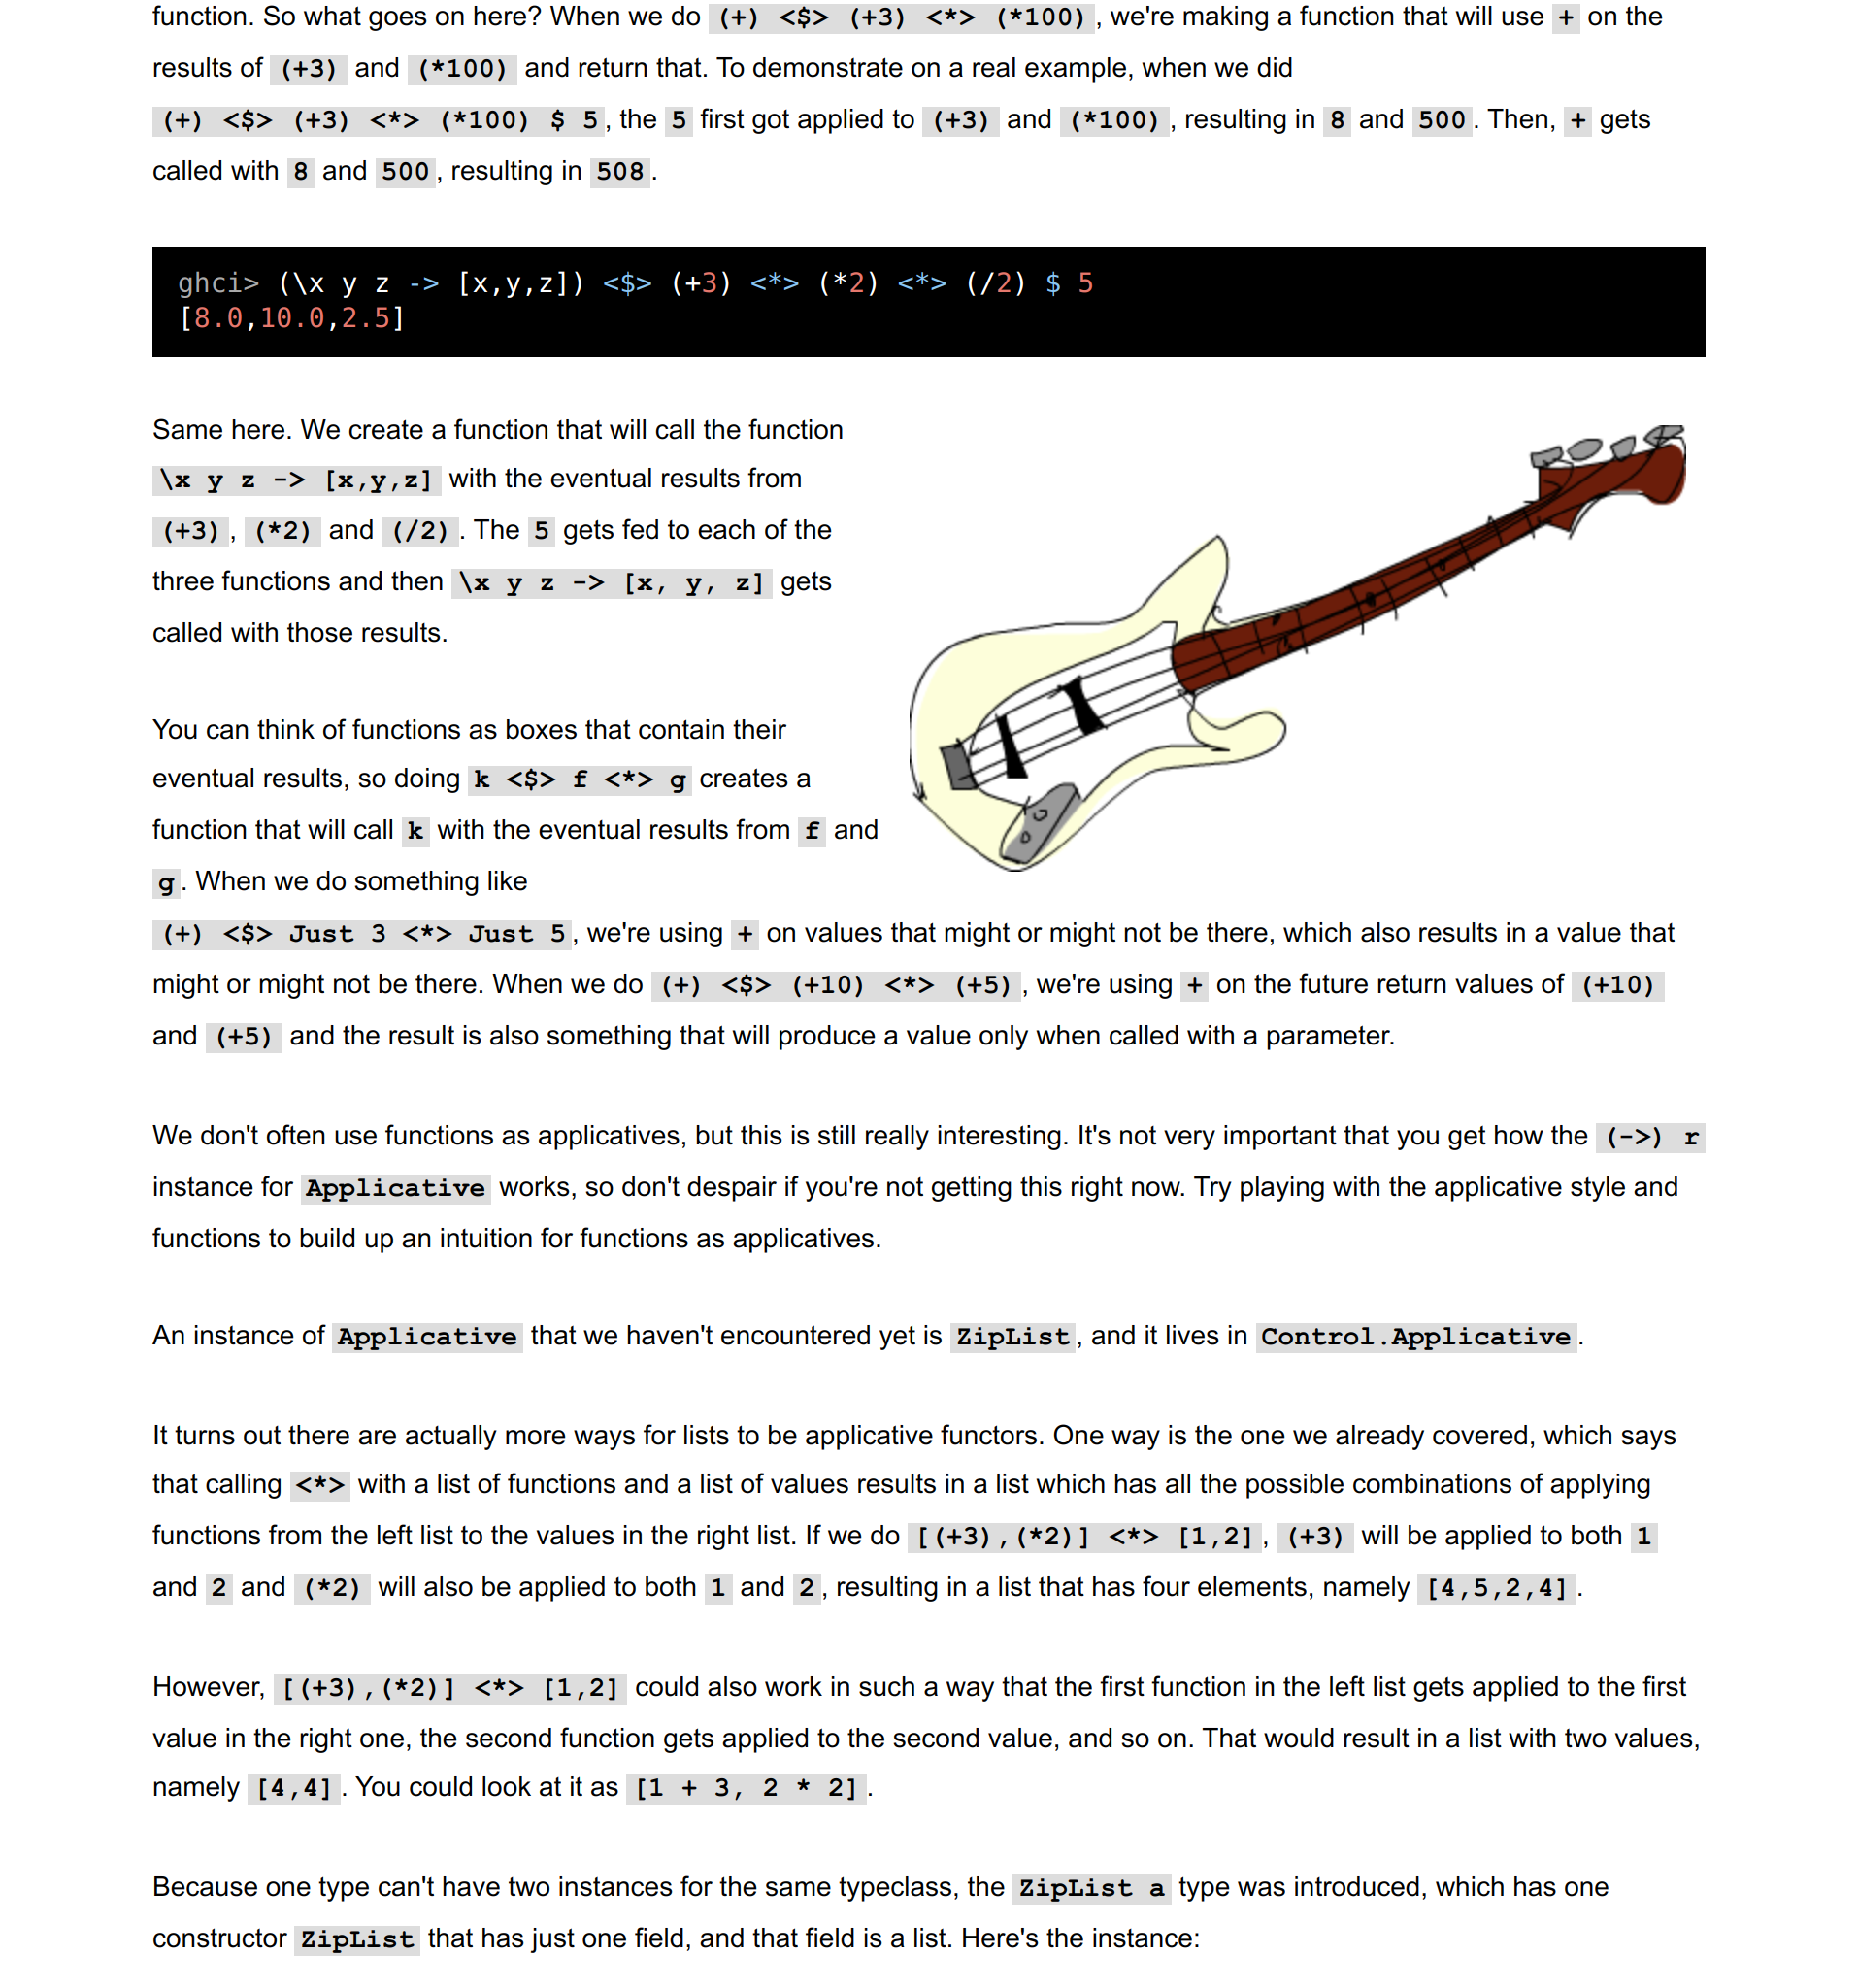 function. So what goes on here? When we do (+) <$> (+3) <*> (*100), we're making a function that will use + on the
results of (+3) and (*100) and return that. To demonstrate on a real example, when we did
(+) <$> (+3) <*> (*100) $ 5, the 5 first got applied to (+3) and (*100), resulting in 8 and 500. Then, + gets
called with 8 and 500, resulting in 508.
ghci> (\x y z -> [x,y,z]) <$> (+3) <*> (*2) <*> (/2) $ 5
[8.0,10.0,2.5]
Same here. We create a function that will call the function
\x y z -> [x,y,z] with the eventual results from
(+3), (*2) and (/2). The 5 gets fed to each of the
three functions and then \x y z -> [x, y, z] gets
called with those results.
You can think of functions as boxes that contain their
eventual results, so doing k <$> f <*> g creates a
function that will call k with the eventual results from f and
g. When we do something like
(+) <$> Just 3 <*> Just 5, we're using + on values that might or might not be there, which also results in a value that
might or might not be there. When we do (+) <$> (+10) <*> (+5), we're using + on the future return values of (+10)
and (+5) and the result is also something that will produce a value only when called with a parameter.
We don't often use functions as applicatives, but this is still really interesting. It's not very important that you get how the (->) r
instance for Applicative works, so don't despair if you're not getting this right now. Try playing with the applicative style and
functions to build up an intuition for functions as applicatives.
An instance of Applicative that we haven't encountered yet is ZipList, and it lives in Control.Applicative.
It turns out there are actually more ways for lists to be applicative functors. One way is the one we already covered, which says
that calling <*> with a list of functions and a list of values results in a list which has all the possible combinations of applying
functions from the left list to the values in the right list. If we do [(+3),(*2)] <*> [1,2], (+3) will be applied to both 1
and 2 and (*2) will also be applied to both 1 and 2, resulting in a list that has four elements, namely [4,5,2,4].
However, [(+3),(*2)] <*> [1,2] could also work in such a way that the first function in the left list gets applied to the first
value in the right one, the second function gets applied to the second value, and so on. That would result in a list with two values,
namely [4,4]. You could look at it as [1 + 3, 2 * 2].
Because one type can't have two instances for the same typeclass, the ZipList a type was introduced, which has one
constructor ZipList that has just one field, and that field is a list. Here's the instance: